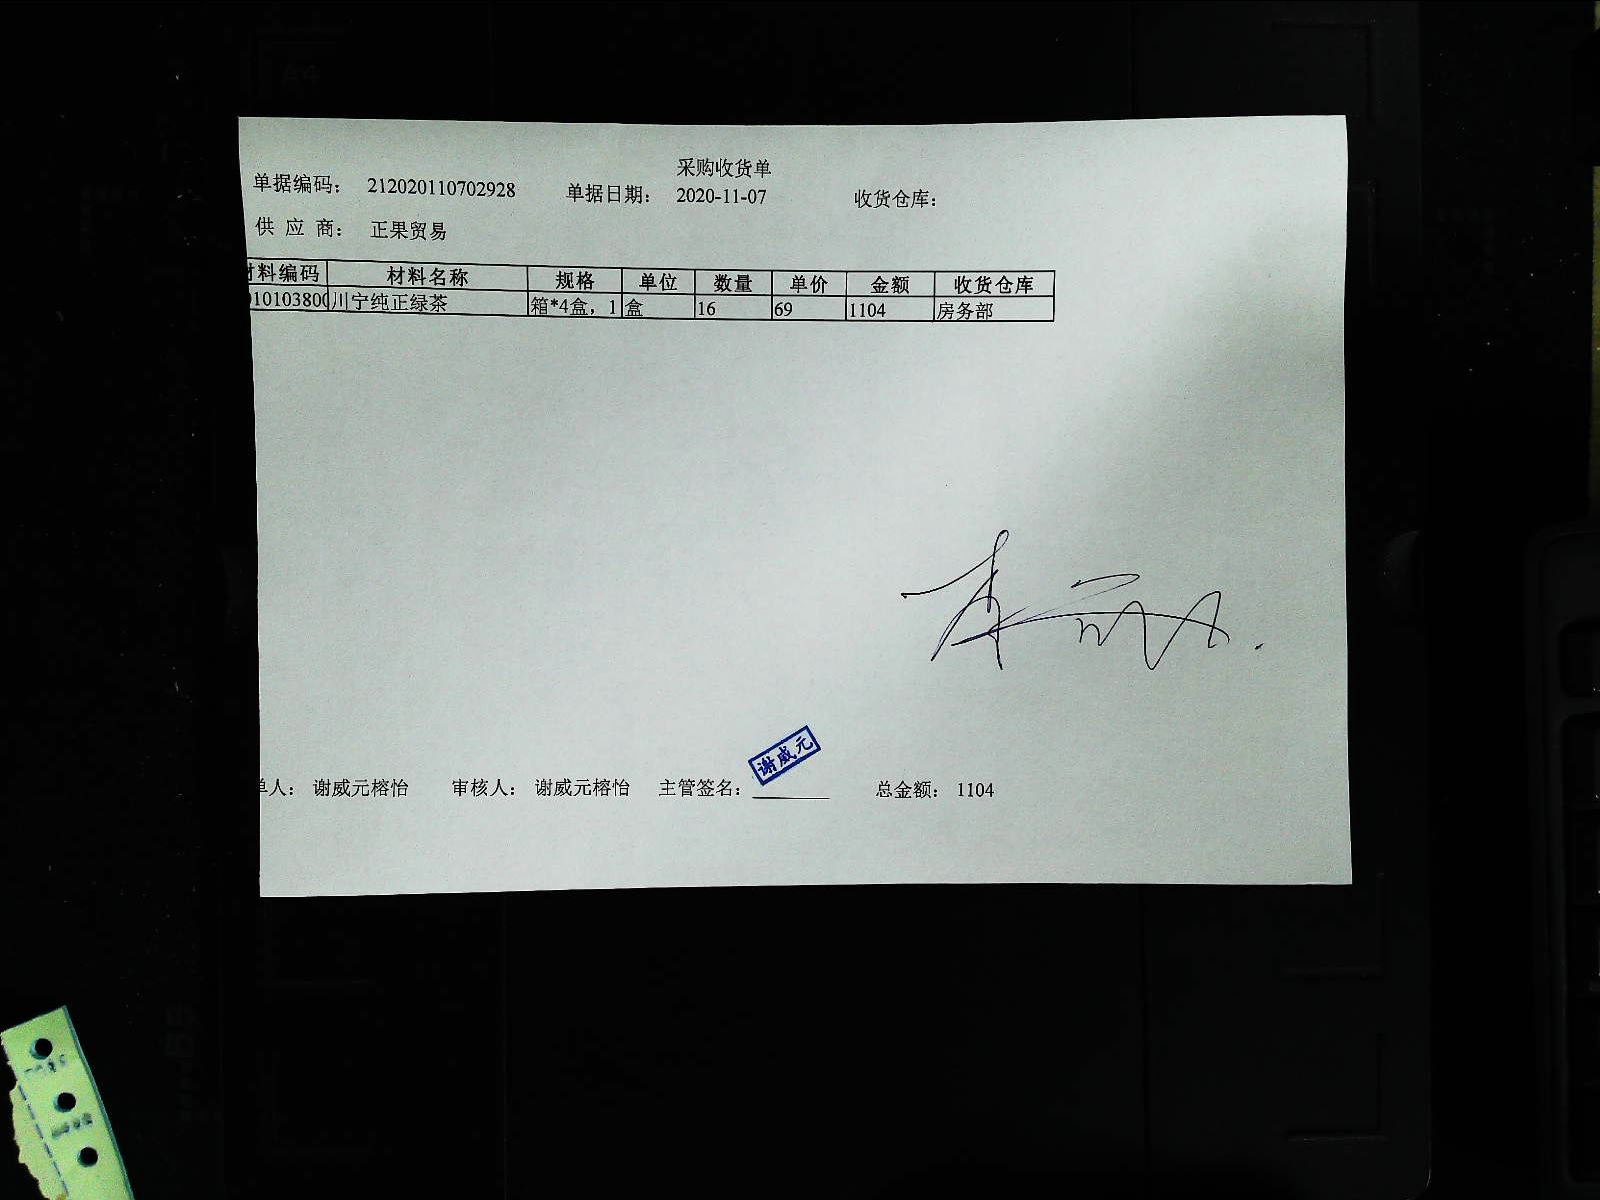 采购收货单
单据编码： 212020110702928 单据日期： 2020-11-07 收货仓库：
供 应 商： 正果贸易
材料编码 材料名称 规格 单位 数量 单价 金额 收货仓库
10103800 川宁纯正绿茶 箱*4盒，1 盒 16 69 1104 房务部
谢威元
单人： 谢威元榕怡 审核人： 谢威元榕怡 主管签名： 总金额： 1104